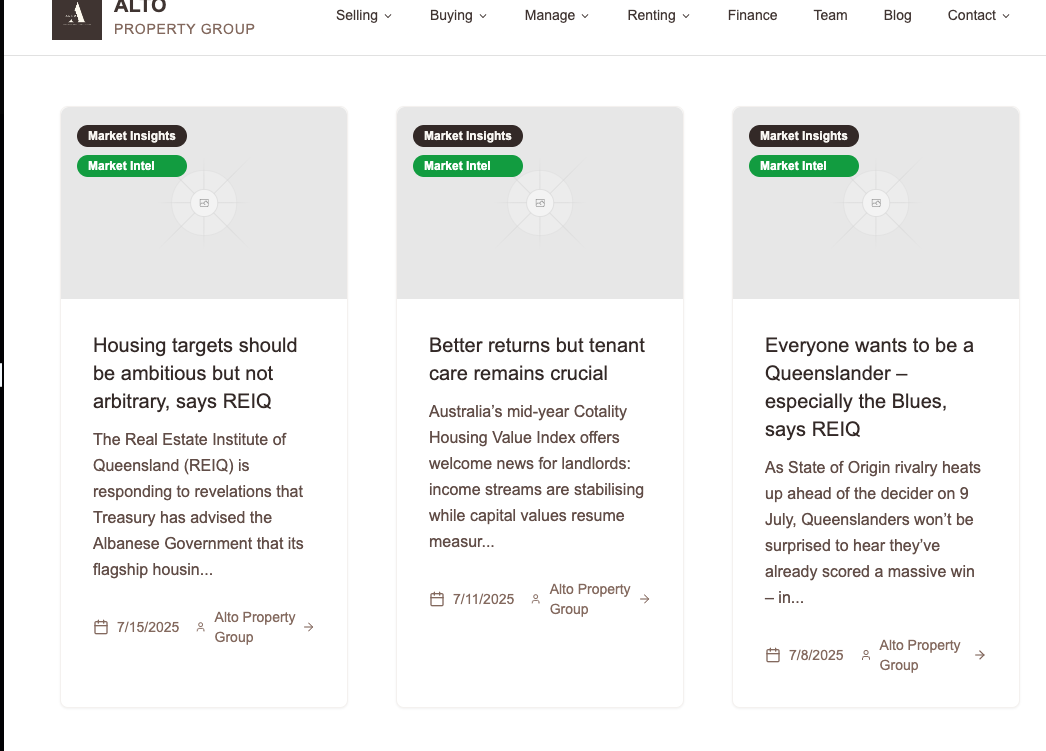 ALTO
PROPERTY GROUP
Selling
Buying
Manage
Renting
Finance
Team
Blog
Contact
Market Insights
Market Intel
Housing targets should
be ambitious but not
arbitrary, says REIQ
The Real Estate Institute of
Queensland (REIQ) is
responding to revelations that
Treasury has advised the
Albanese Government that its
flagship housin...
7/15/2025
Alto Property
Group
Market Insights
Market Intel
Better returns but tenant
care remains crucial
Australia’s mid-year Cotality
Housing Value Index offers
welcome news for landlords:
income streams are stabilising
while capital values resume
measur...
7/11/2025
Alto Property
Group
Market Insights
Market Intel
Everyone wants to be a
Queenslander –
especially the Blues,
says REIQ
As State of Origin rivalry heats
up ahead of the decider on 9
July, Queenslanders won’t be
surprised to hear they’ve
already scored a massive win
– in...
7/8/2025
Alto Property
Group